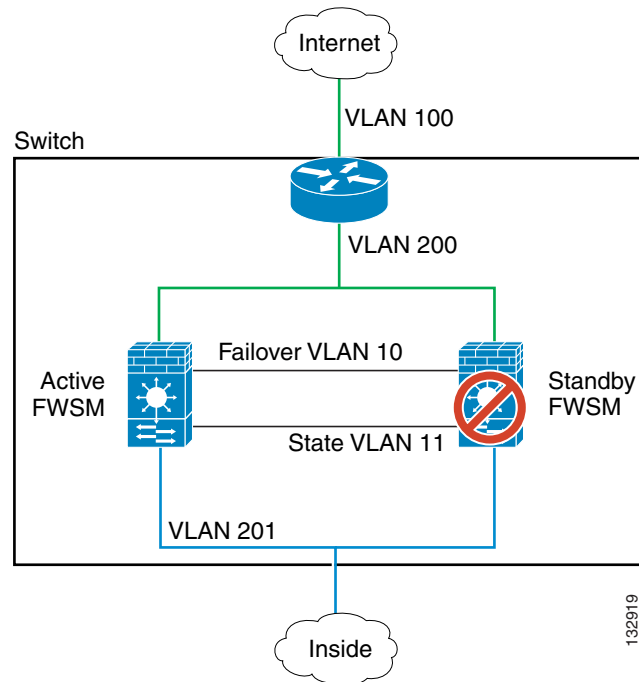 Internet
VLAN 100
Switch
VLAN 200
Failover VLAN 10
Active
FWSM
Standby
FWSM
State VLAN 11
VLAN 201
Inside
132919